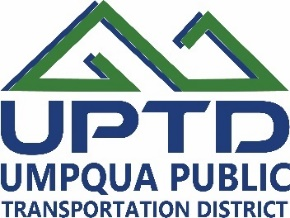 UPTD
UMPQUA PUBLIC
TRANSPORTATION DISTRICT